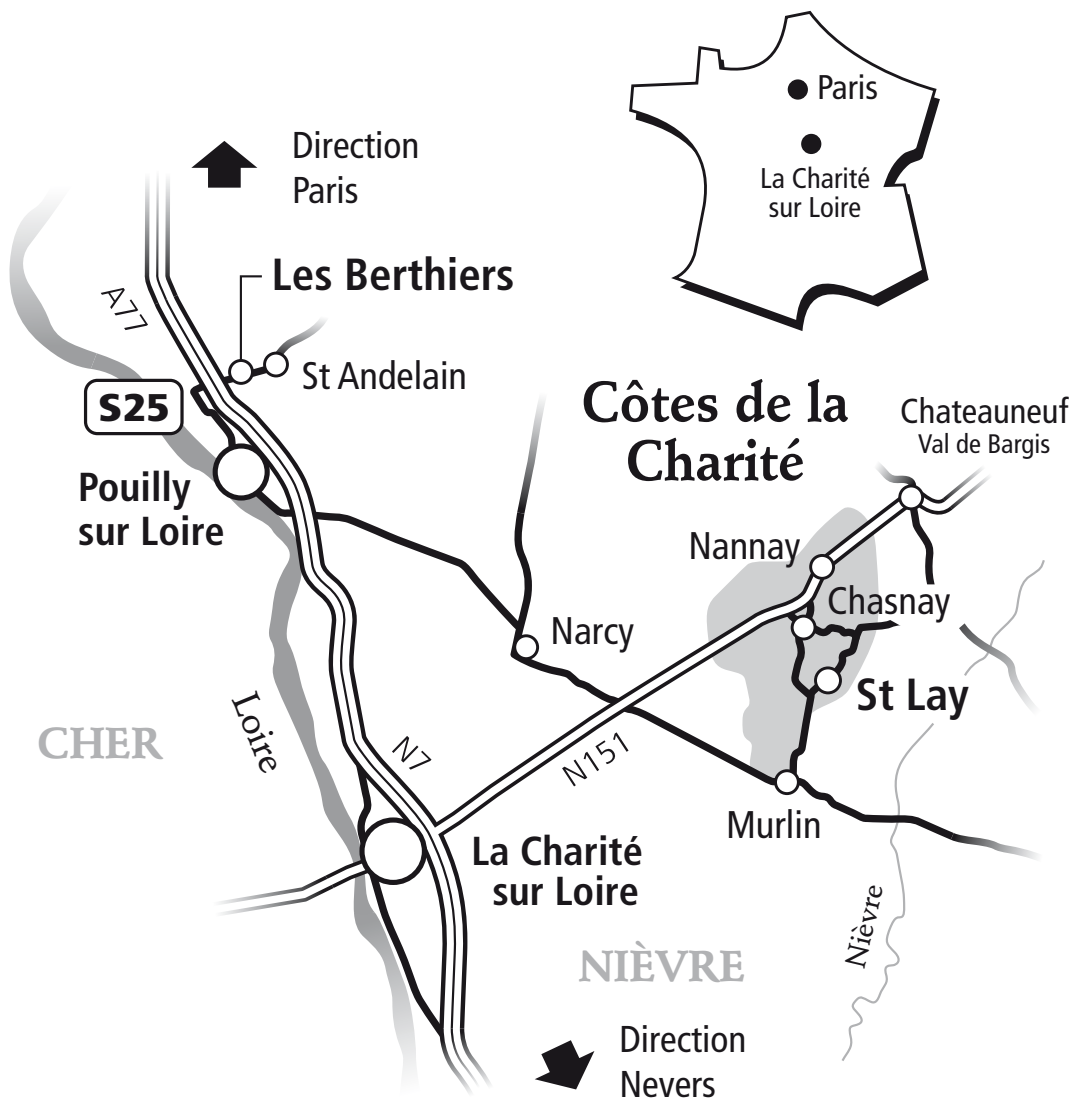 Paris
La Charité
sur Loire
Direction
Paris
Les Berthiers
A77
St Andelain
S25
Côtes de la
Charité
Chateauneuf
Val de Bargis
Pouilly
sur Loire
Nannay
Chasnay
Narcy
St Lay
Loire
CHER
N7
N151
Murlin
La Charité
sur Loire
Nièvre
NIÈVRE
Direction
Nevers